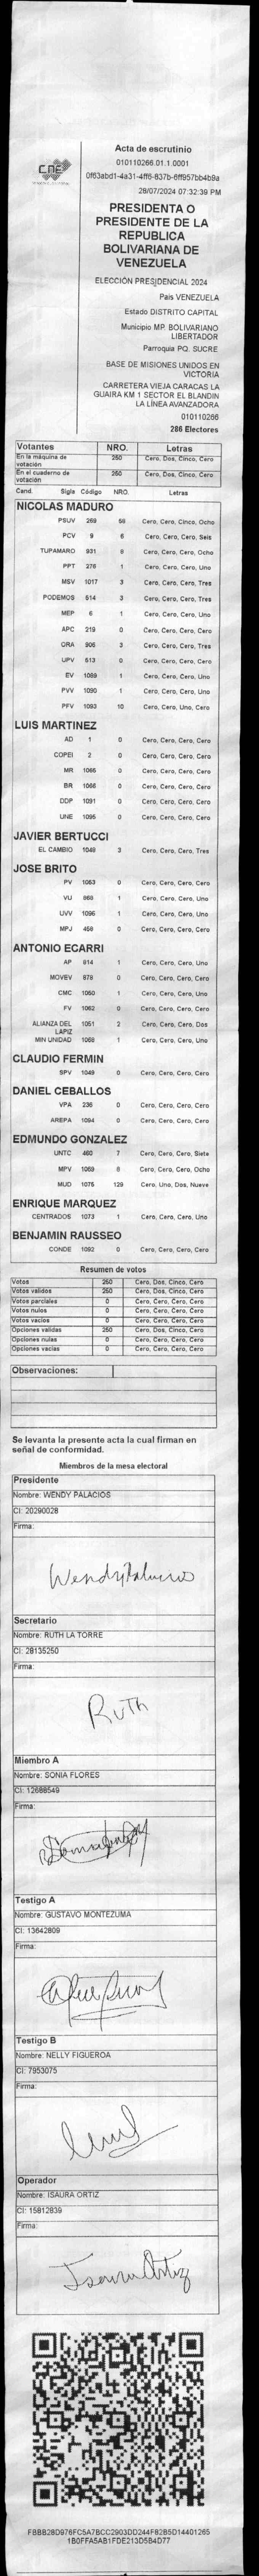 Acta de escrutinio
010110266.01.1.0001
0f63abd1-4a31-4ff6-837b-6ff957bb4b9a
28/07/2024 07:32:39 PM
CNE
PRESIDENTA O
PRESIDENTE DE LA
REPUBLICA
BOLIVARIANA DE
VENEZUELA
ELECCIÓN PRESIDENCIAL 2024
País VENEZUELA
Estado DISTRITO CAPITAL
Municipio MP. BOLIVARIANO
LIBERTADOR
Parroquia PQ. SUCRE
BASE DE MISIONES UNIDOS EN
VICTORIA
CARRETERA VIEJA CARACAS LA
GUAIRA KM 1 SECTOR EL BLANDIN
LA LÍNEA AVANZADORA
010110266
286 Electores
Votantes NRO. Letras
En la máquina de votación 250 Cero, Dos, Cinco, Cero
En el cuaderno de votación 250 Cero, Dos, Cinco, Cero
Cand. Sigla Código NRO. Letras
NICOLAS MADURO
PSUV 269 58 Cero, Cero, Cinco, Ocho
PCV 9 6 Cero, Cero, Cero, Seis
TUPAMARO 931 8 Cero, Cero, Cero, Ocho
PPT 276 1 Cero, Cero, Cero, Uno
MSV 1017 3 Cero, Cero, Cero, Tres
PODEMOS 514 3 Cero, Cero, Cero, Tres
MEP 6 1 Cero, Cero, Cero, Uno
APC 219 0 Cero, Cero, Cero, Cero
ORA 906 3 Cero, Cero, Cero, Tres
UPV 513 0 Cero, Cero, Cero, Cero
EV 1089 1 Cero, Cero, Cero, Uno
PVV 1090 1 Cero, Cero, Cero, Uno
PFV 1093 10 Cero, Cero, Uno, Cero
LUIS MARTINEZ
AD 1 0 Cero, Cero, Cero, Cero
COPEI 2 0 Cero, Cero, Cero, Cero
MR 1065 0 Cero, Cero, Cero, Cero
BR 1066 0 Cero, Cero, Cero, Cero
DDP 1091 0 Cero, Cero, Cero, Cero
UNE 1095 0 Cero, Cero, Cero, Cero
JAVIER BERTUCCI
EL CAMBIO 1048 3 Cero, Cero, Cero, Tres
JOSE BRITO
PV 1063 0 Cero, Cero, Cero, Cero
VU 868 1 Cero, Cero, Cero, Uno
UVV 1096 1 Cero, Cero, Cero, Uno
MPJ 458 0 Cero, Cero, Cero, Cero
ANTONIO ECARRI
AP 814 1 Cero, Cero, Cero, Uno
MOVEV 878 0 Cero, Cero, Cero, Cero
CMC 1050 1 Cero, Cero, Cero, Uno
FV 1062 0 Cero, Cero, Cero, Cero
ALIANZA DEL LAPIZ 1051 2 Cero, Cero, Cero, Dos
MIN UNIDAD 1068 1 Cero, Cero, Cero, Uno
CLAUDIO FERMIN
SPV 1049 0 Cero, Cero, Cero, Cero
DANIEL CEBALLOS
VPA 236 0 Cero, Cero, Cero, Cero
AREPA 1094 0 Cero, Cero, Cero, Cero
EDMUNDO GONZALEZ
UNTC 460 7 Cero, Cero, Cero, Siete
MPV 1069 8 Cero, Cero, Cero, Ocho
MUD 1075 129 Cero, Uno, Dos, Nueve
ENRIQUE MARQUEZ
CENTRADOS 1073 1 Cero, Cero, Cero, Uno
BENJAMIN RAUSSEO
CONDE 1092 0 Cero, Cero, Cero, Cero
Resumen de votos
Votos 250 Cero, Dos, Cinco, Cero
Votos validos 250 Cero, Dos, Cinco, Cero
Votos parciales 0 Cero, Cero, Cero, Cero
Votos nulos 0 Cero, Cero, Cero, Cero
Votos vacios 0 Cero, Cero, Cero, Cero
Opciones validas 250 Cero, Dos, Cinco, Cero
Opciones nulas 0 Cero, Cero, Cero, Cero
Opciones vacias 0 Cero, Cero, Cero, Cero
Observaciones:
Se levanta la presente acta la cual firman en
señal de conformidad.
Miembros de la mesa electoral
Presidente
Nombre: WENDY PALACIOS
CI: 20290028
Firma:
Wendy Palacios
Secretario
Nombre: RUTH LA TORRE
CI: 28135250
Firma:
Ruth
Miembro A
Nombre: SONIA FLORES
CI: 12688549
Firma:
Testigo A
Nombre: GUSTAVO MONTEZUMA
CI: 13642809
Firma:
Testigo B
Nombre: NELLY FIGUEROA
CI: 7953075
Firma:
Operador
Nombre: ISAURA ORTIZ
CI: 15812839
Firma:
Isaura Ortiz
FBBB28D976FC5A7BCC2903DD244F82B5D14401265
1B0FFA5AB1FDE213D5B4D77